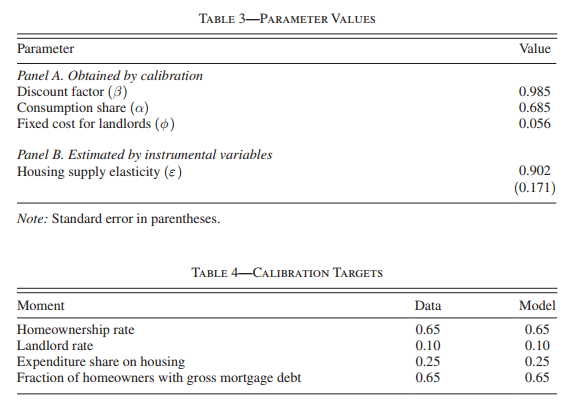 TABLE 3—PARAMETER VALUES
Parameter Value
Panel A. Obtained by calibration
Discount factor (β) 0.985
Consumption share (α) 0.685
Fixed cost for landlords (ϕ) 0.056
Panel B. Estimated by instrumental variables
Housing supply elasticity (ε) 0.902
(0.171)
Note: Standard error in parentheses.
TABLE 4—CALIBRATION TARGETS
Moment Data Model
Homeownership rate 0.65 0.65
Landlord rate 0.10 0.10
Expenditure share on housing 0.25 0.25
Fraction of homeowners with gross mortgage debt 0.65 0.65